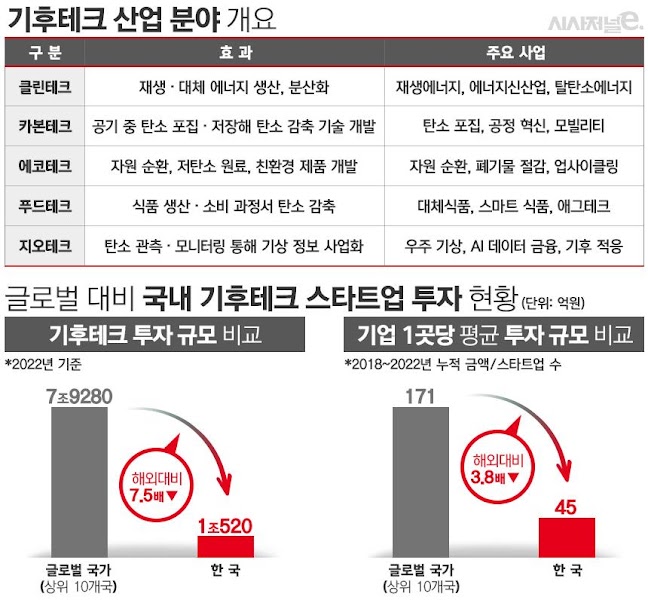 기후테크 산업 분야 개요
시사저널e.
구 분 효 과 주요 사업
클린테크 재생·대체 에너지 생산, 분산화 재생에너지, 에너지신산업, 탈탄소에너지
카본테크 공기 중 탄소 포집·저장해 탄소 감축 기술 개발 탄소 포집, 공정 혁신, 모빌리티
에코테크 자원 순환, 저탄소 원료, 친환경 제품 개발 자원 순환, 폐기물 절감, 업사이클링
푸드테크 식품 생산·소비 과정서 탄소 감축 대체식품, 스마트 식품, 애그테크
지오테크 탄소 관측·모니터링 통해 기상 정보 사업화 우주 기상, AI 데이터 금융, 기후 적응
글로벌 대비 국내 기후테크 스타트업 투자 현황 (단위: 억원)
기후테크 투자 규모 비교
*2022년 기준
7조9280
해외대비
7.5배▼
1조520
글로벌 국가
(상위 10개국)
한 국
기업 1곳당 평균 투자 규모 비교
*2018~2022년 누적 금액/스타트업 수
171
해외대비
3.8배▼
45
글로벌 국가
(상위 10개국)
한 국